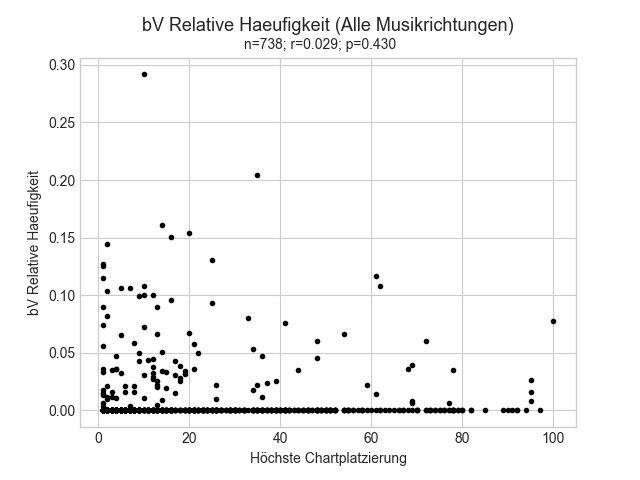 bV Relative Haeufigkeit (Alle Musikrichtungen)
n=738; r=0.029; p=0.430
bV Relative Haeufigkeit
0.30
0.25
0.20
0.15
0.10
0.05
0.00
0 20 40 60 80 100
Höchste Chartplatzierung